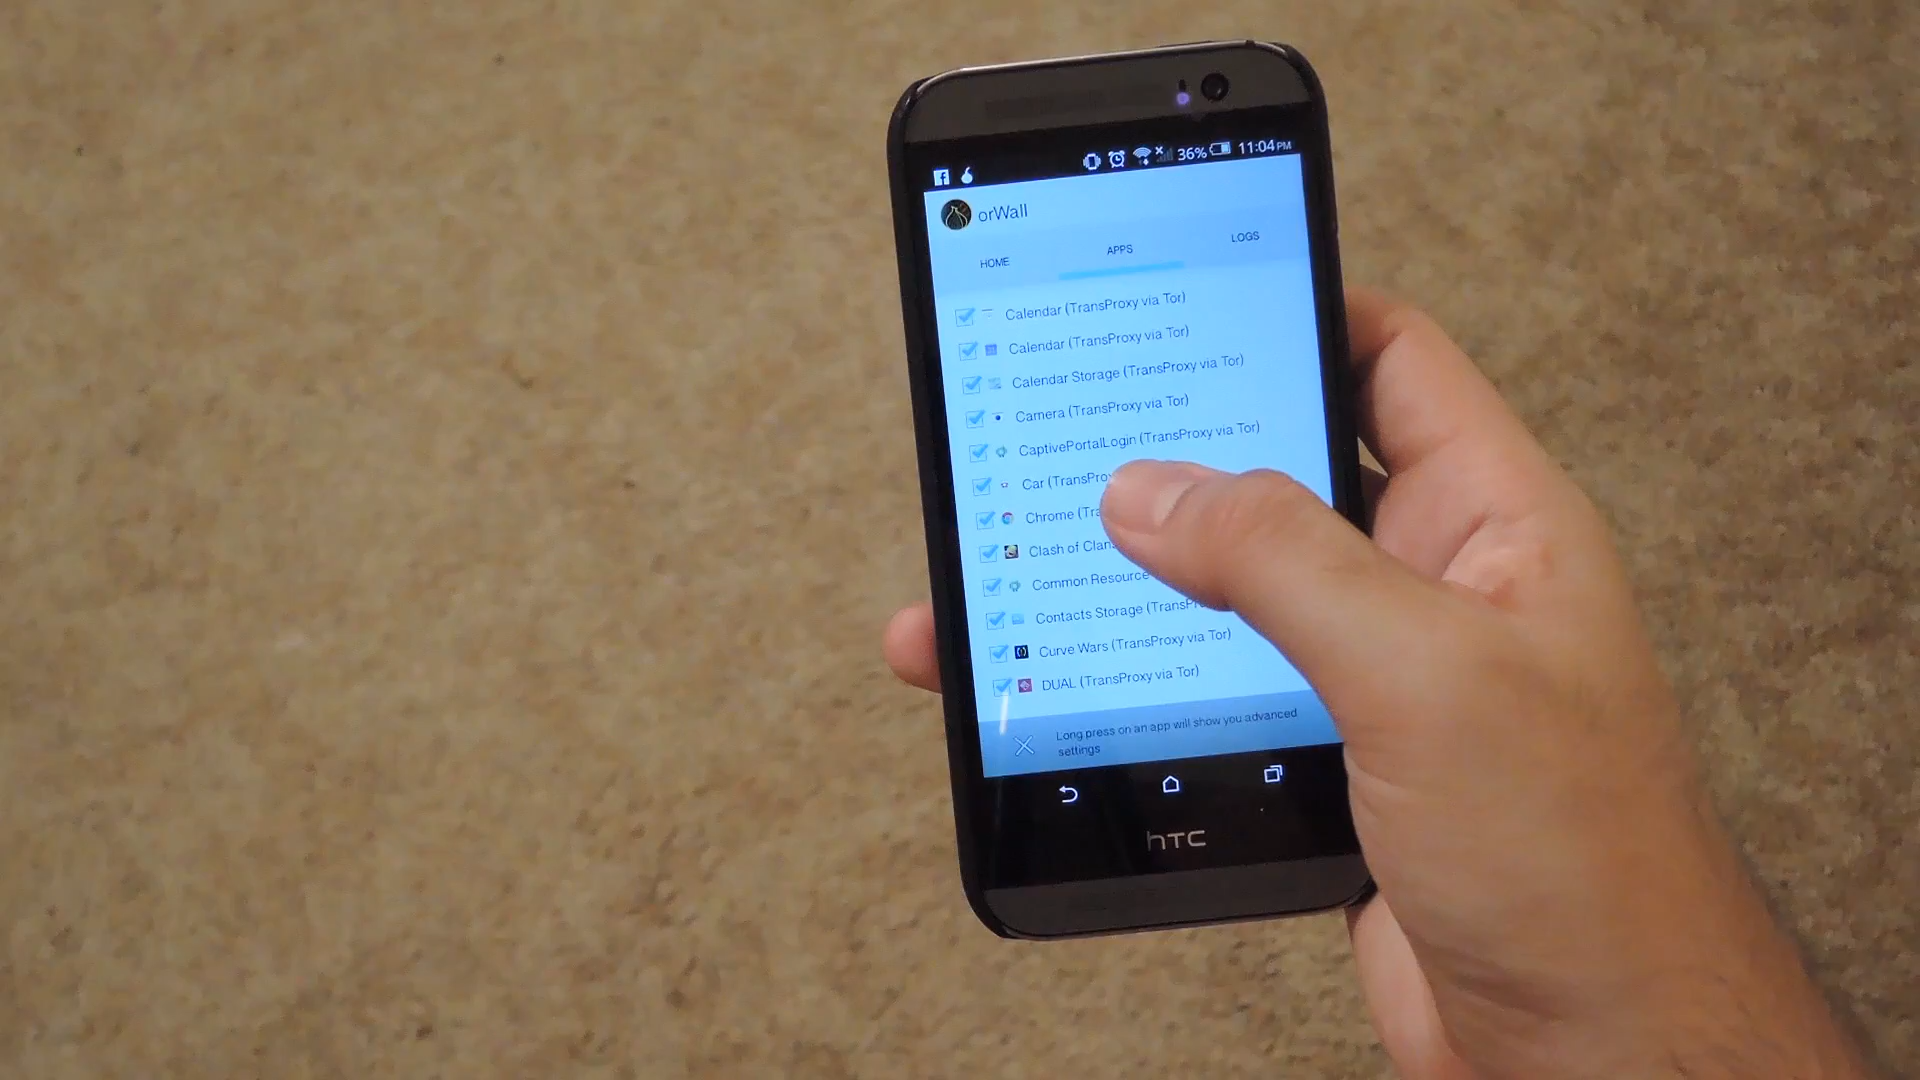 36% 11:04 PM
orWall
HOME APPS LOGS
Calendar (TransProxy via Tor)
Calendar (TransProxy via Tor)
Calendar Storage (TransProxy via Tor)
Camera (TransProxy via Tor)
CaptivePortalLogin (TransProxy via Tor)
Car (TransPro
Chrome (Tra
Clash of Clans
Common Resource
Contacts Storage (TransPr
Curve Wars (TransProxy via Tor)
DUAL (TransProxy via Tor)
Long press on an app will show you advanced
settings
hTC